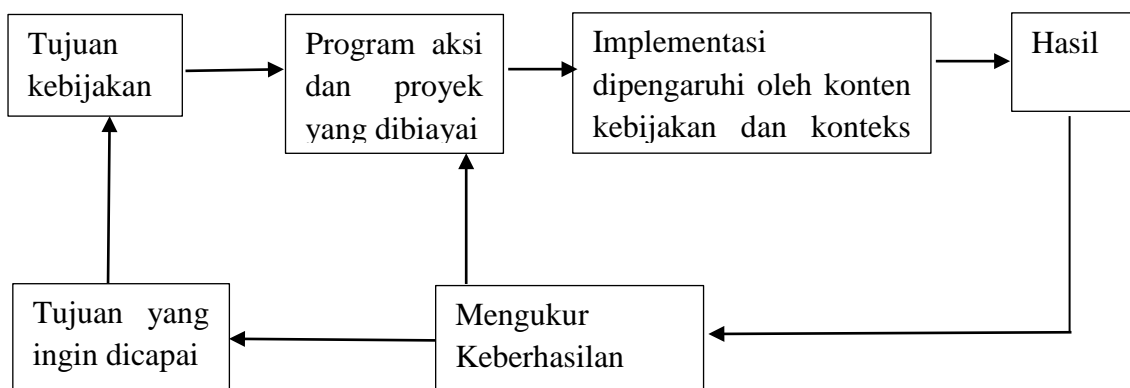 Tujuan
kebijakan
Program aksi
dan proyek
yang dibiayai
Implementasi
dipengaruhi oleh konten
kebijakan dan konteks
Hasil
Tujuan yang
ingin dicapai
Mengukur
Keberhasilan